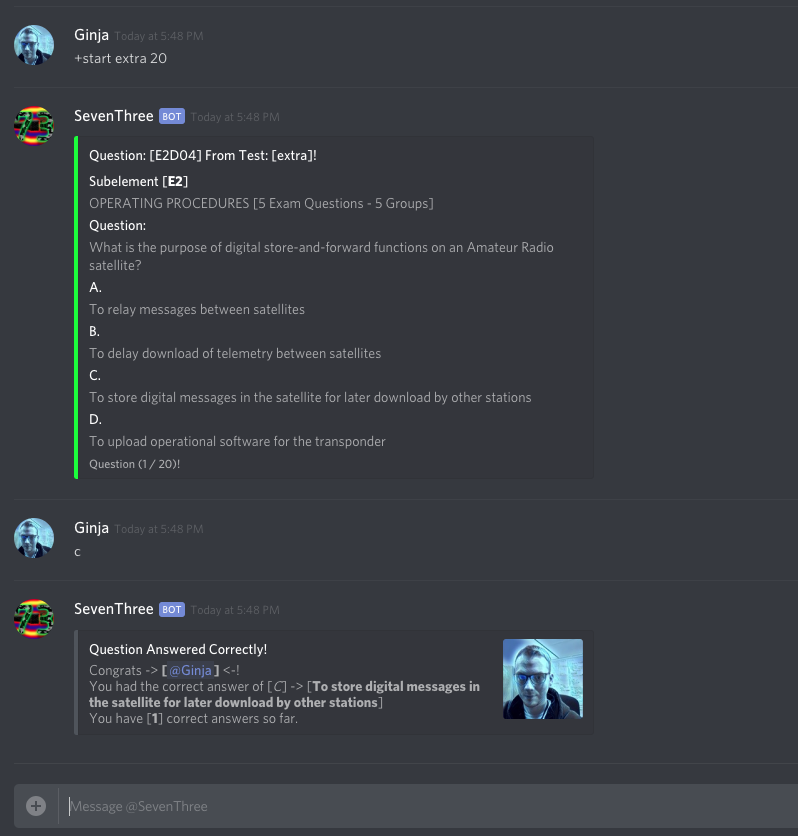 Ginja Today at 5:48 PM
+start extra 20
SevenThree BOT Today at 5:48 PM
Question: [E2D04] From Test: [extra]!
Subelement [E2]
OPERATING PROCEDURES [5 Exam Questions - 5 Groups]
Question:
What is the purpose of digital store-and-forward functions on an Amateur Radio
satellite?
A.
To relay messages between satellites
B.
To delay download of telemetry between satellites
C.
To store digital messages in the satellite for later download by other stations
D.
To upload operational software for the transponder
Question (1 / 20)!
Ginja Today at 5:48 PM
c
SevenThree BOT Today at 5:48 PM
Question Answered Correctly!
Congrats -> [ @Ginja ] <-!
You had the correct answer of [C] -> [To store digital messages in
the satellite for later download by other stations]
You have [1] correct answers so far.
Message @SevenThree